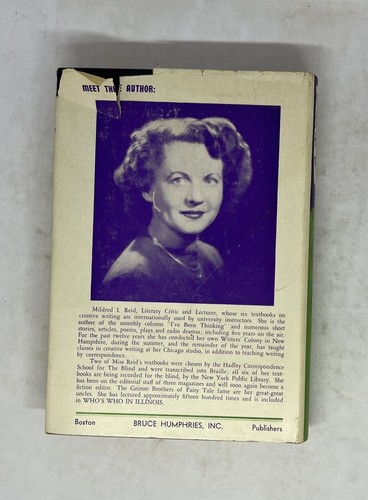 MEET THE AUTHOR:
Mildred I. Reid, Literary Critic and Lecturer, whose six textbooks on
creative writing are internationally used by university instructors. She is the
author of the monthly column "I've Been Thinking" and numerous short
stories, articles, poems, plays and radio dramas, including five years on the air.
For the past twelve years she has conducted her own Writers' Colony in New
Hampshire, during the summer, and the remainder of the year, has taught
classes in creative writing at her Chicago studio, in addition to teaching writing
by correspondence.
Two of Miss Reid's textbooks were chosen by the Hadley Correspondence
School for The Blind and were transcribed into Braille; all six of her text-
books are being recorded for the blind, by the New York Public Library. She
has been on the editorial staff of three magazines and will soon again become a
fiction editor. The Grimm Brothers of Fairy Tale fame are her great-great
uncles. She has lectured approximately fifteen hundred times and is included
in WHO'S WHO IN ILLINOIS.
Boston BRUCE HUMPHRIES, INC. Publishers